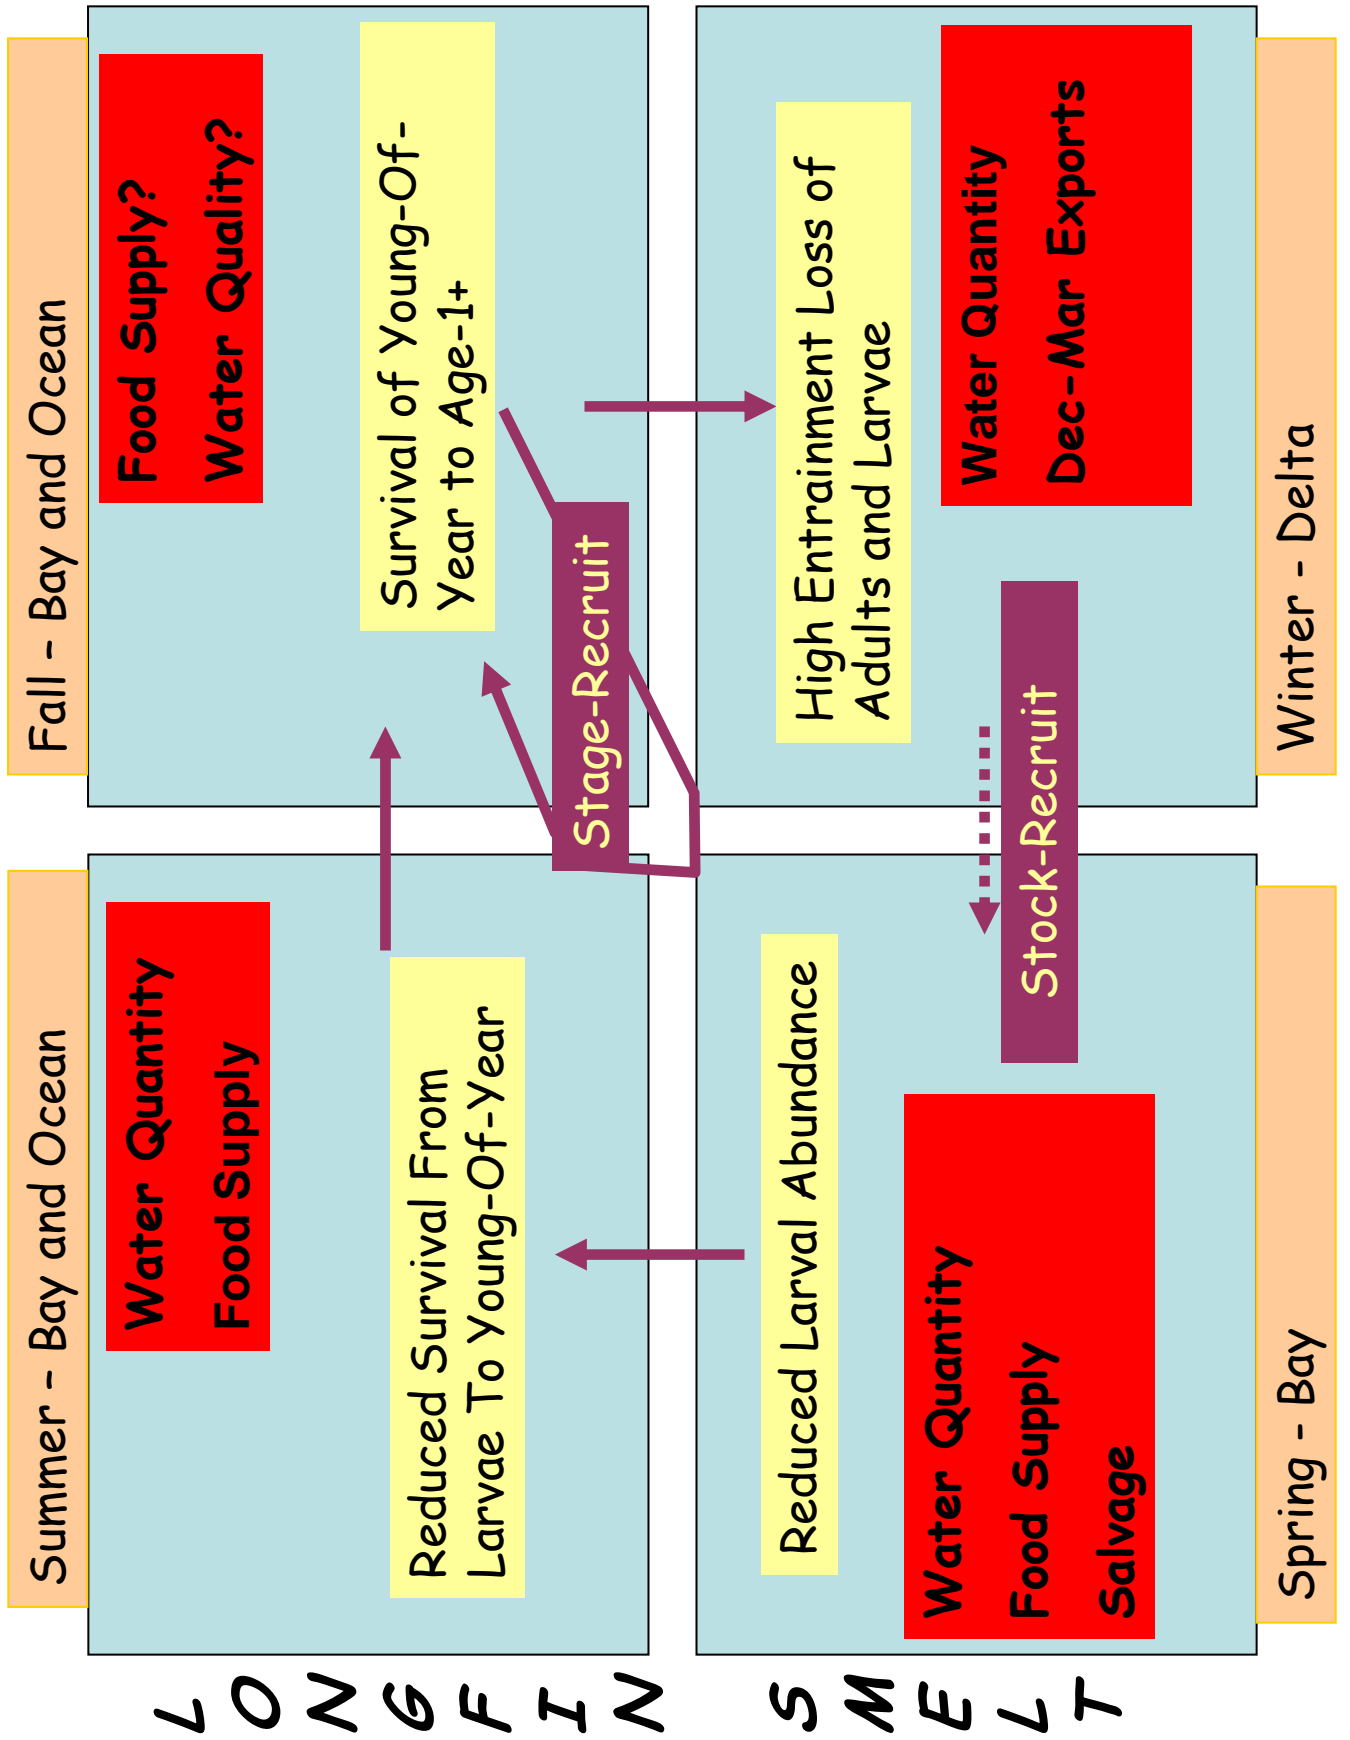 LONGFIN SMELT
Summer - Bay and Ocean
Water Quantity
Food Supply
Reduced Survival From
Larvae To Young-Of-Year
Fall - Bay and Ocean
Food Supply?
Water Quality?
Survival of Young-Of-
Year to Age-1+
Stage-Recruit
Reduced Larval Abundance
Water Quantity
Food Supply
Salvage
Spring - Bay
High Entrainment Loss of
Adults and Larvae
Water Quantity
Dec-Mar Exports
Stock-Recruit
Winter - Delta